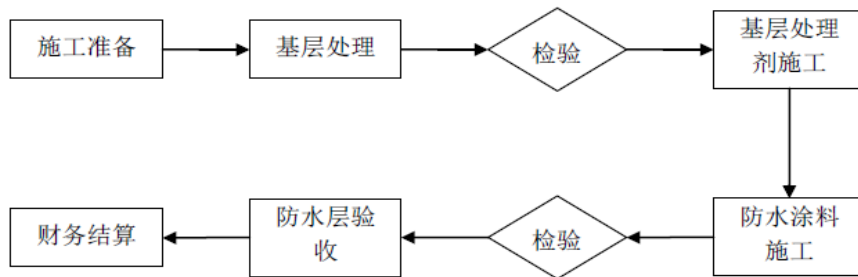 施工准备
基层处理
检验
基层处理
剂施工
防水涂料
施工
检验
防水层验
收
财务结算